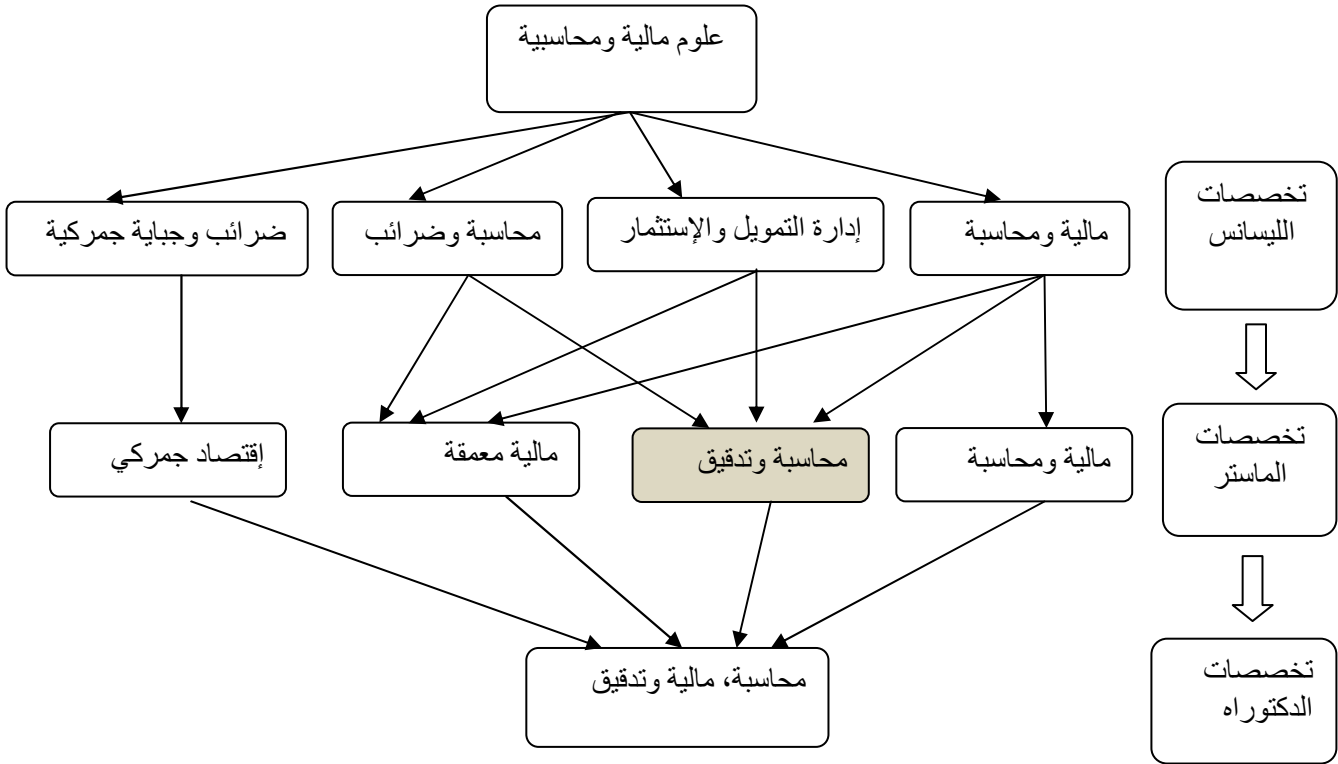 علوم مالية ومحاسبية
تخصصات
الليسانس
مالية ومحاسبة
إدارة التمويل والإستثمار
محاسبة وضرائب
ضرائب وجباية جمركية
تخصصات
الماستر
مالية ومحاسبة
محاسبة وتدقيق
مالية معمقة
إقتصاد جمركي
تخصصات
الدكتوراه
محاسبة، مالية وتدقيق